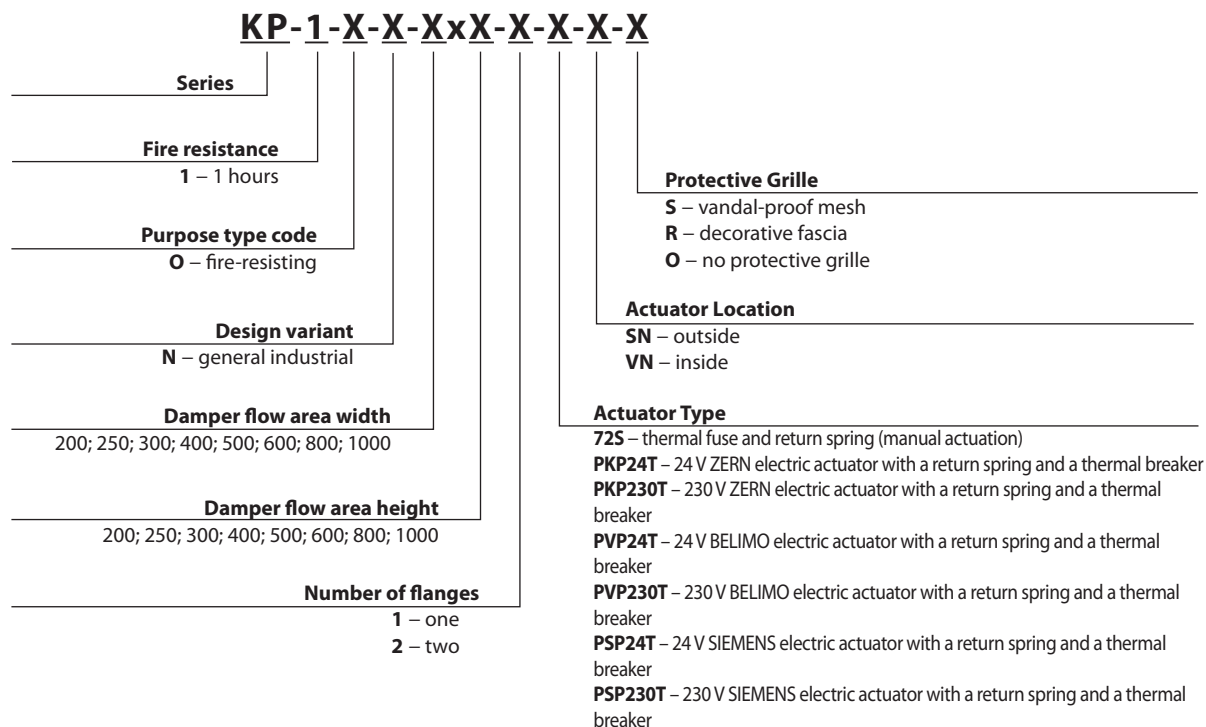 KP-1-X-X-XxX-X-X-X-X
Series
Fire resistance
1 – 1 hours
Purpose type code
O – fire-resisting
Design variant
N – general industrial
Damper flow area width
200; 250; 300; 400; 500; 600; 800; 1000
Damper flow area height
200; 250; 300; 400; 500; 600; 800; 1000
Number of flanges
1 – one
2 – two
Protective Grille
S – vandal-proof mesh
R – decorative fascia
O – no protective grille
Actuator Location
SN – outside
VN – inside
Actuator Type
72S – thermal fuse and return spring (manual actuation)
PKP24T – 24 V ZERN electric actuator with a return spring and a thermal breaker
PKP230T – 230 V ZERN electric actuator with a return spring and a thermal
breaker
PVP24T – 24 V BELIMO electric actuator with a return spring and a thermal
breaker
PVP230T – 230 V BELIMO electric actuator with a return spring and a thermal
breaker
PSP24T – 24 V SIEMENS electric actuator with a return spring and a thermal
breaker
PSP230T – 230 V SIEMENS electric actuator with a return spring and a thermal
breaker